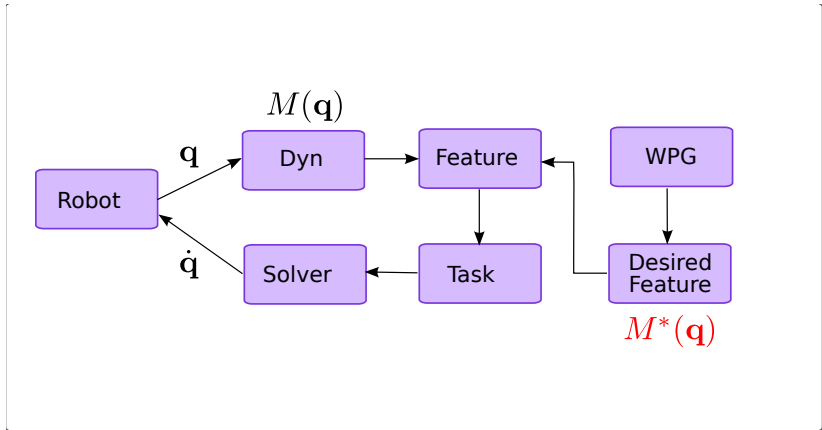 M(q)
q
Dyn
Feature
WPG
Robot
q̇
Solver
Task
Desired
Feature
M*(q)